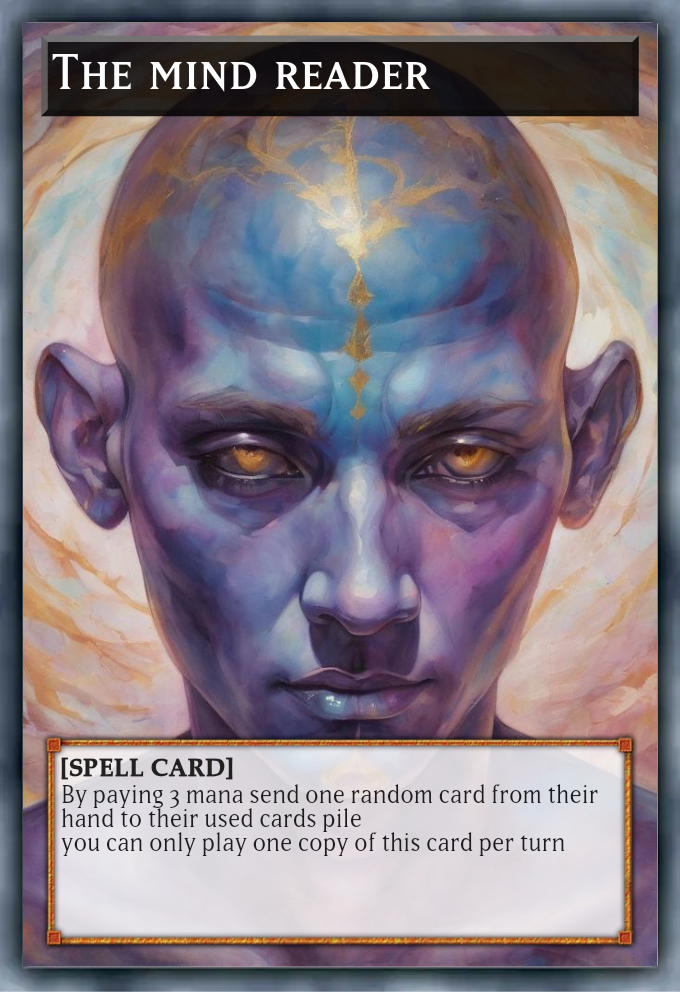 The mind reader
[SPELL CARD]
By paying 3 mana send one random card from their
hand to their used cards pile
you can only play one copy of this card per turn